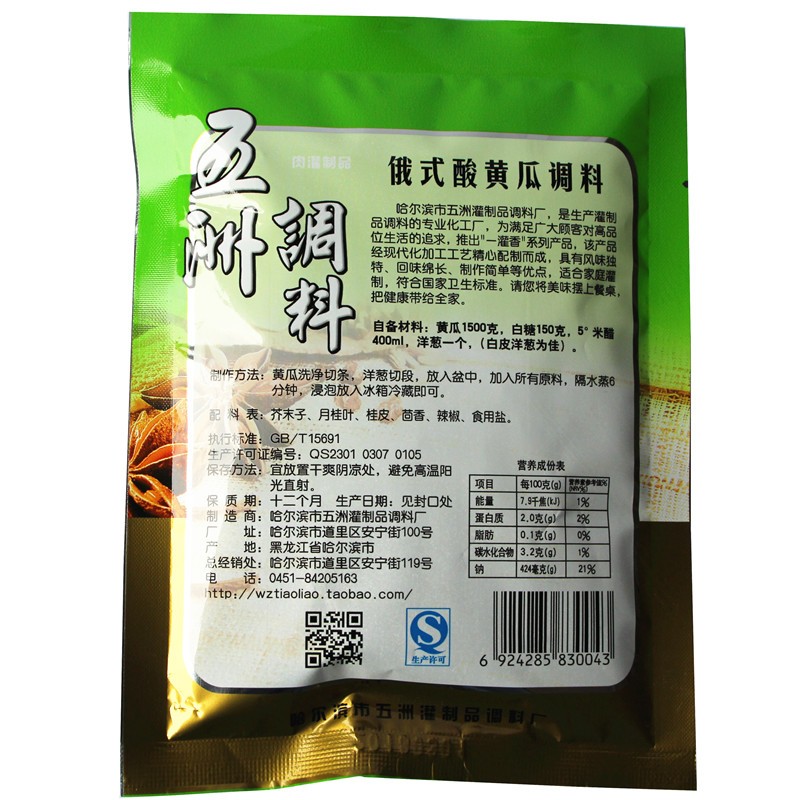 五洲
調料
肉灌制品
俄式酸黄瓜调料
哈尔滨市五洲灌制品调料厂，是生产灌制
品调料的专业化工厂，为满足广大顾客对高品
位生活的追求，推出"一灌香"系列产品，该产品
经现代化加工工艺精心配制而成，具有风味独
特、回味绵长、制作简单等优点，适合家庭灌
制，符合国家卫生标准。请您将美味摆上餐桌，
把健康带给全家。
自备材料：黄瓜1500克，白糖150克，5°米醋
400ml，洋葱一个，（白皮洋葱为佳）。
制作方法：黄瓜洗净切条，洋葱切段，放入盆中，加入所有原料，隔水蒸6
分钟，浸泡放入冰箱冷藏即可。
配料表：芥末子、月桂叶、桂皮、茴香、辣椒、食用盐。
执行标准：GB/T15691
生产许可证编号：QS2301 0307 0105
保存方法：宜放置干爽阴凉处，避免高温阳
光直射。
保质期：十二个月 生产日期：见封口处
制造商：哈尔滨市五洲灌制品调料厂
厂址：哈尔滨市道里区安宁街100号
产地：黑龙江省哈尔滨市
总经销处：哈尔滨市道里区安宁街119号
电话：0451-84205163
http://wztiaoliao.taobao.com/
营养成份表
项目 每100克(g) 营养素参考值%(NRV%)
能量 7.9千焦(kJ) 1%
蛋白质 2.0克(g) 2%
脂肪 0.1克(g) 0%
碳水化合物 3.2克(g) 1%
钠 424毫克(g) 21%
QS
生产许可
6 924285 830043
哈尔滨市五洲灌制品调料厂